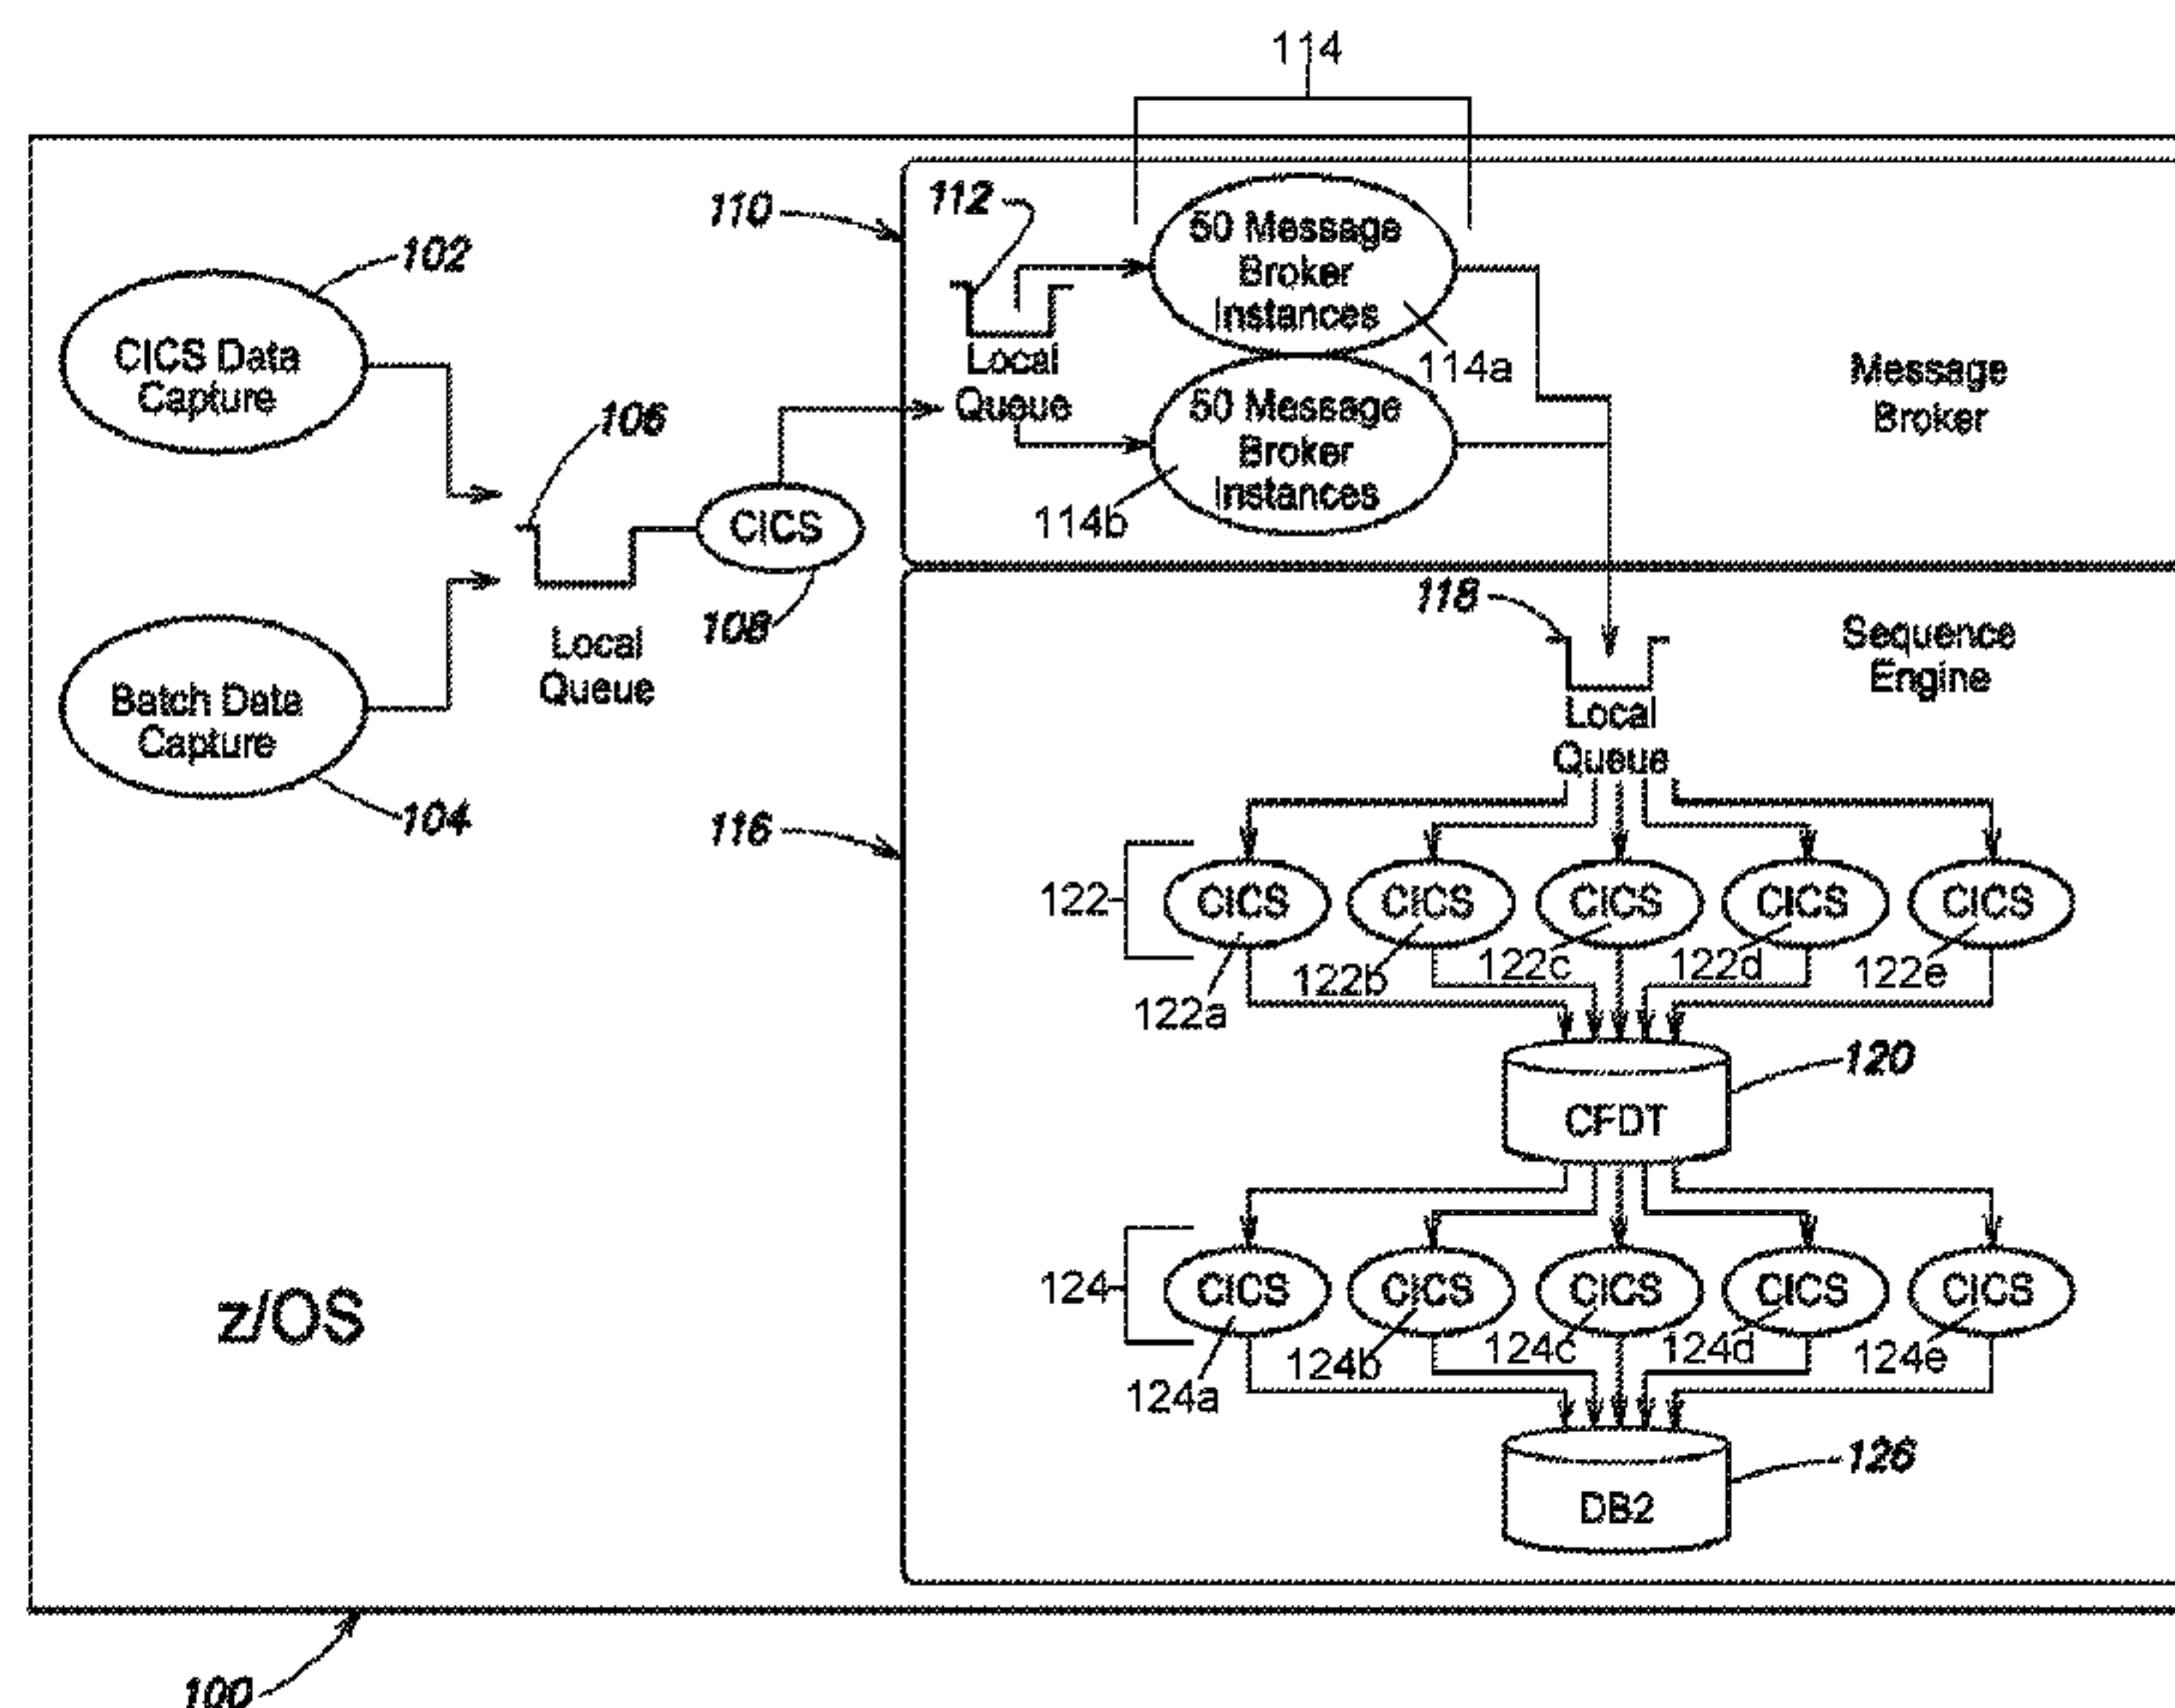 114
110
112
50 Message
Broker
Instances
114a
Local
Queue
50 Message
Broker
Instances
114b
Message
Broker
102
CICS Data
Capture
106
CICS
108
Local
Queue
Batch Data
Capture
104
116
118
Sequence
Engine
Local
Queue
122
CICS
CICS
CICS
CICS
CICS
122a
122b
122c
122d
122e
120
CFDT
124
CICS
CICS
CICS
CICS
CICS
124a
124b
124c
124d
124e
126
DB2
z/OS
100